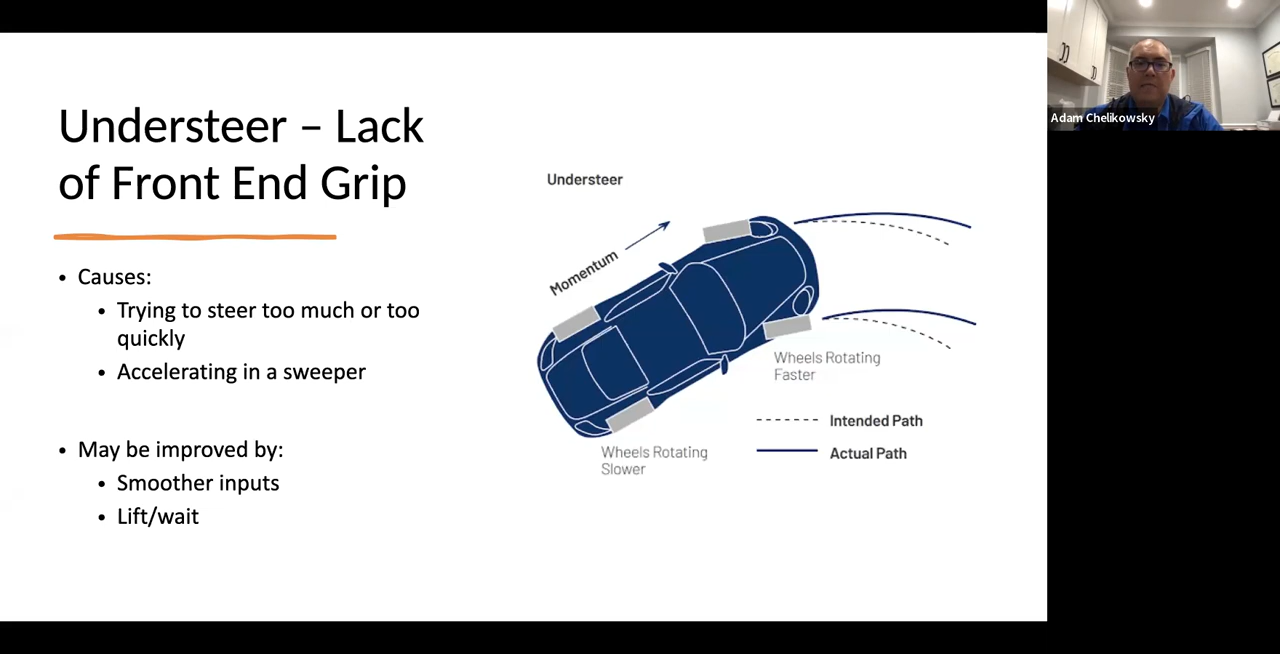 Understeer – Lack
of Front End Grip
• Causes:
• Trying to steer too much or too
quickly
• Accelerating in a sweeper
• May be improved by:
• Smoother inputs
• Lift/wait
Understeer
Momentum
Wheels Rotating
Faster
Wheels Rotating
Slower
Intended Path
Actual Path
Adam Chelikowsky